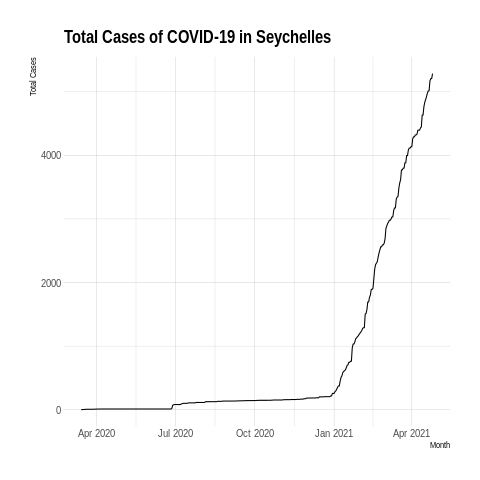 Total Cases of COVID-19 in Seychelles
Total Cases
4000
2000
0
Apr 2020 Jul 2020 Oct 2020 Jan 2021 Apr 2021
Month